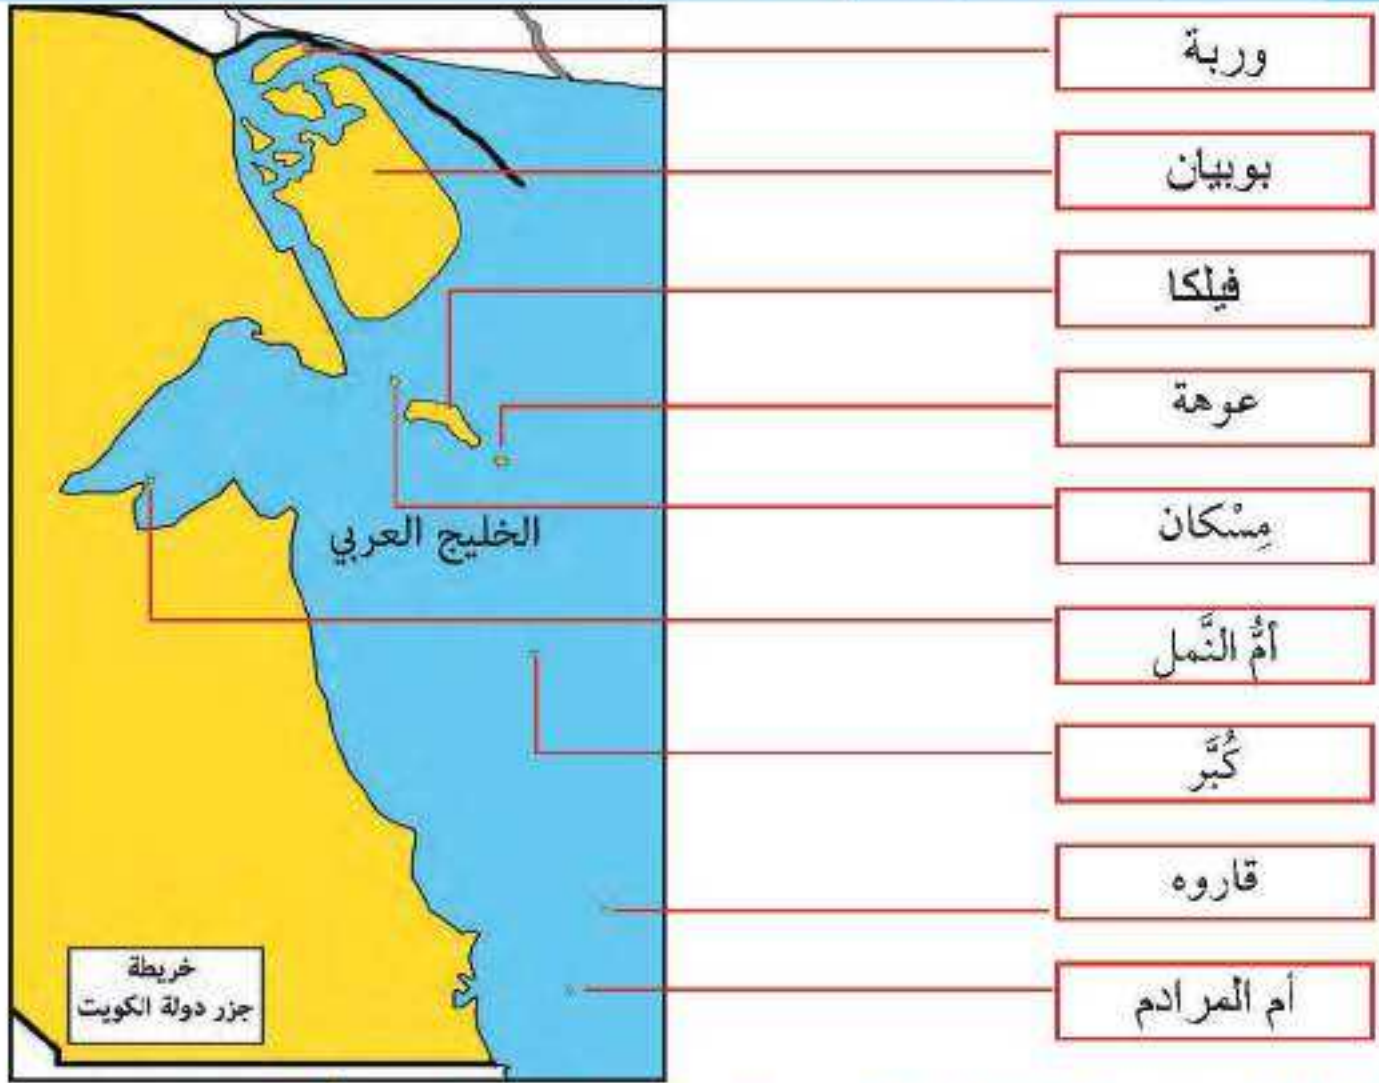 وربة
بوبيان
فيلكا
عوهة
مِسْكان
أمُّ النَّمل
كُبَّر
قاروه
أم المرادم
الخليج العربي
خريطة
جزر دولة الكويت